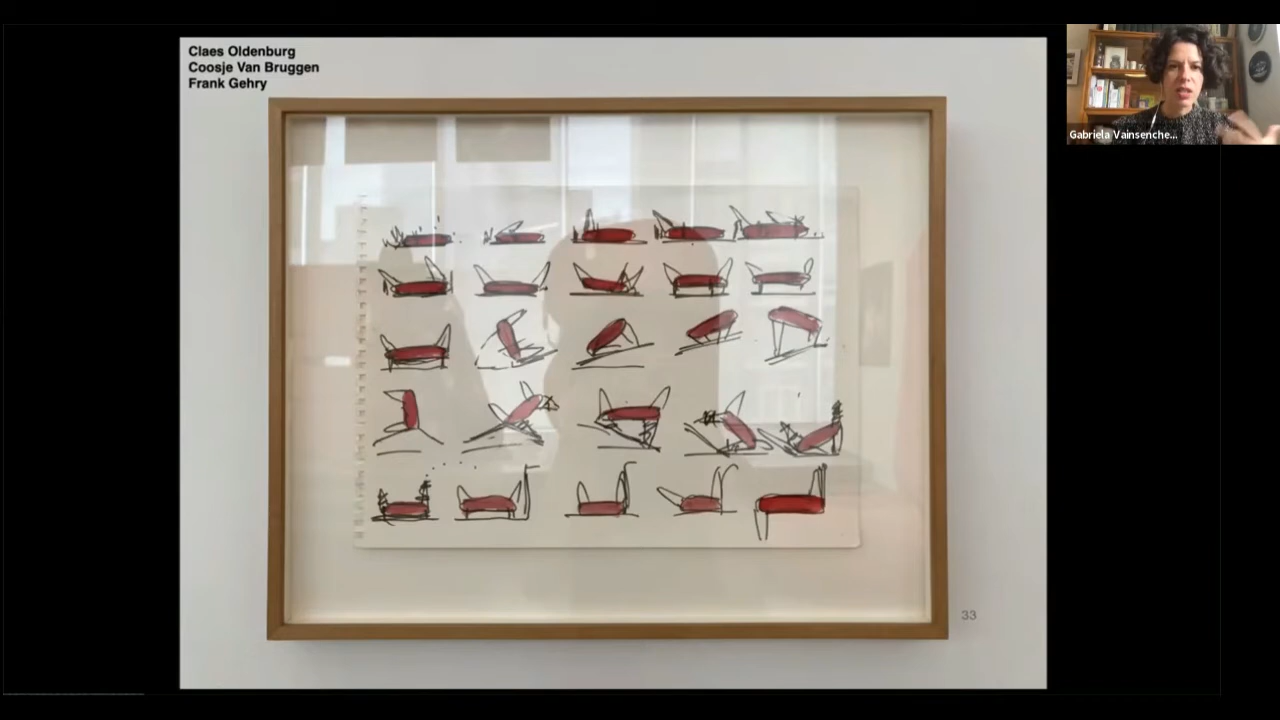 Claes Oldenburg
Coosje Van Bruggen
Frank Gehry
Gabriela Vainsenche...
33